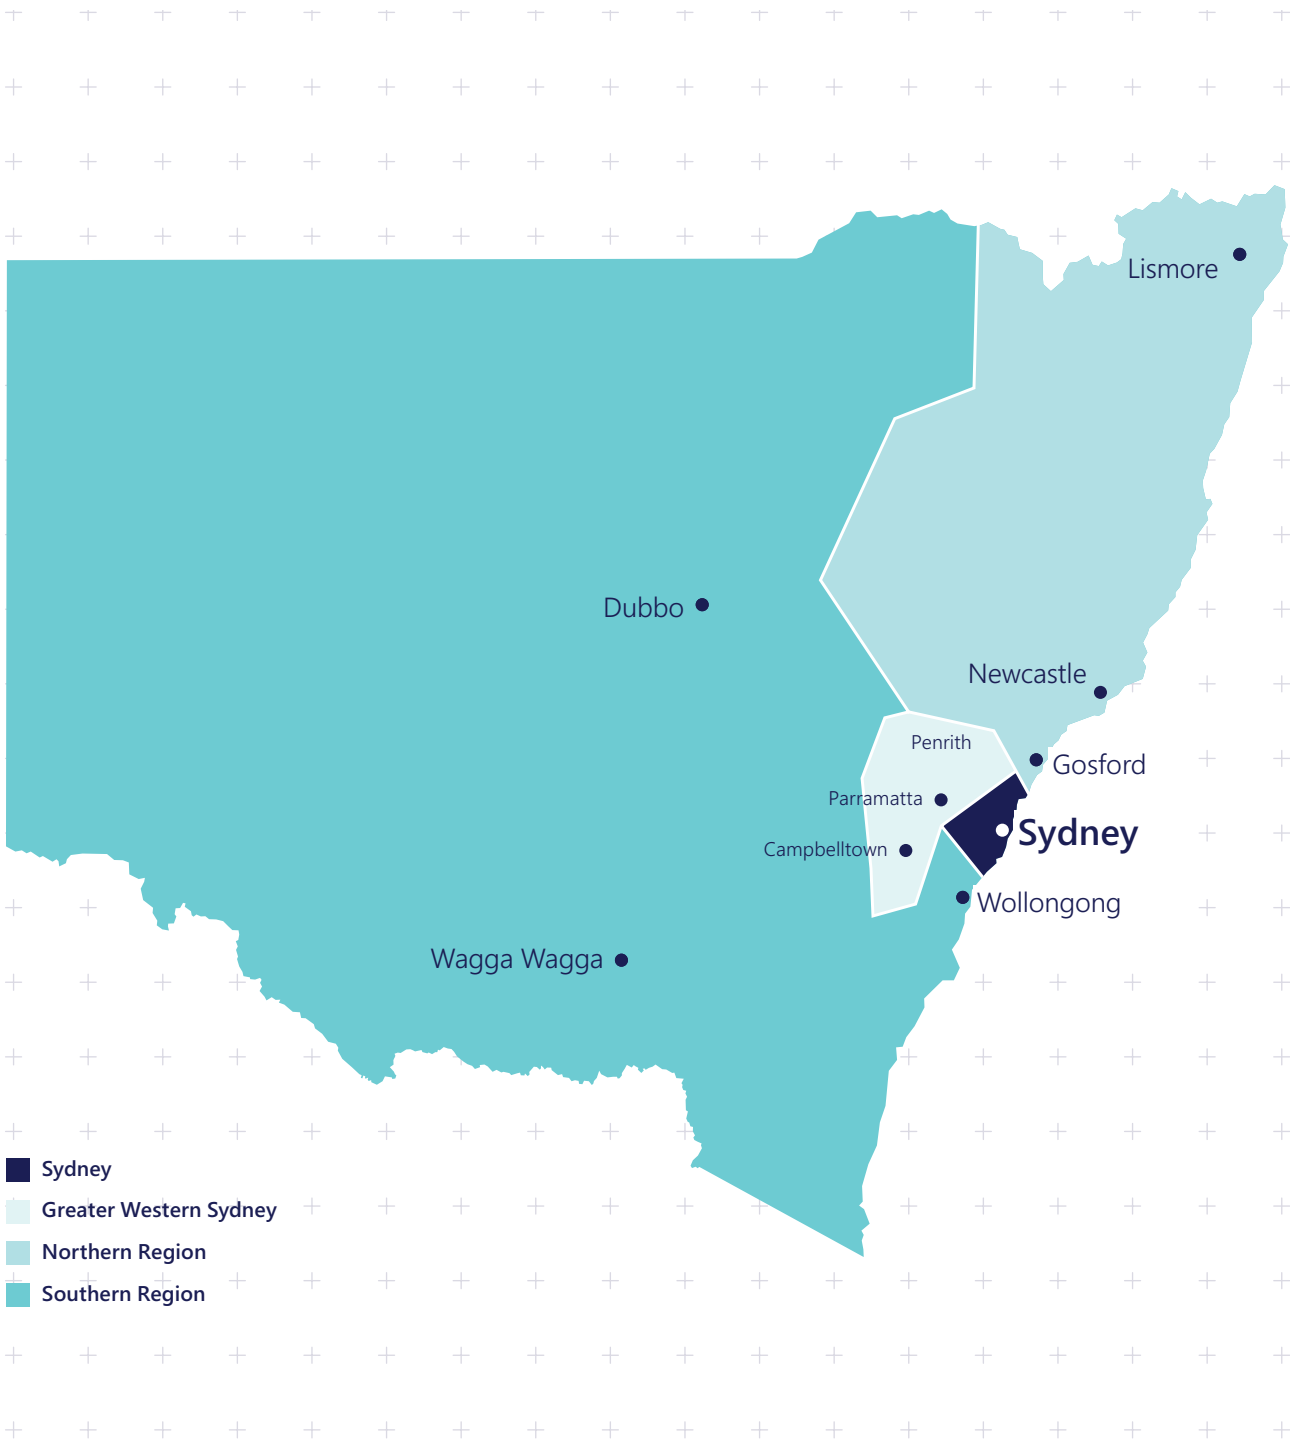 Lismore
Dubbo
Newcastle
Penrith
Gosford
Parramatta
Sydney
Campbelltown
Wollongong
Wagga Wagga
Sydney
Greater Western Sydney
Northern Region
Southern Region